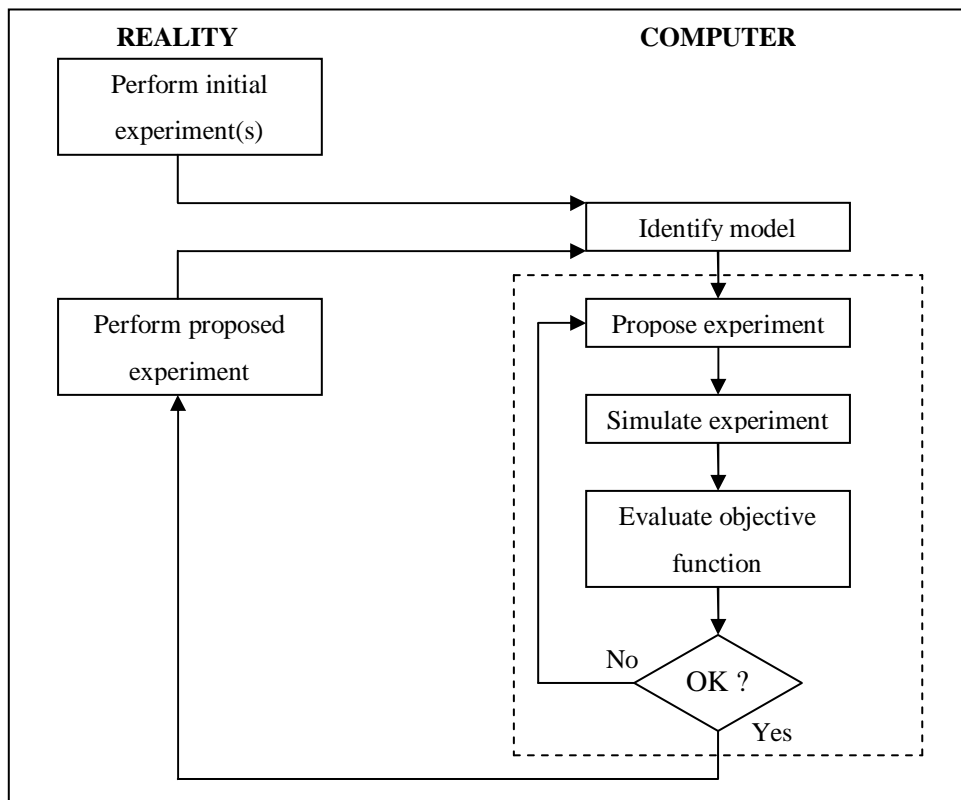 REALITY
COMPUTER
Perform initial
experiment(s)
Identify model
Perform proposed
experiment
Propose experiment
Simulate experiment
Evaluate objective
function
No
OK ?
Yes